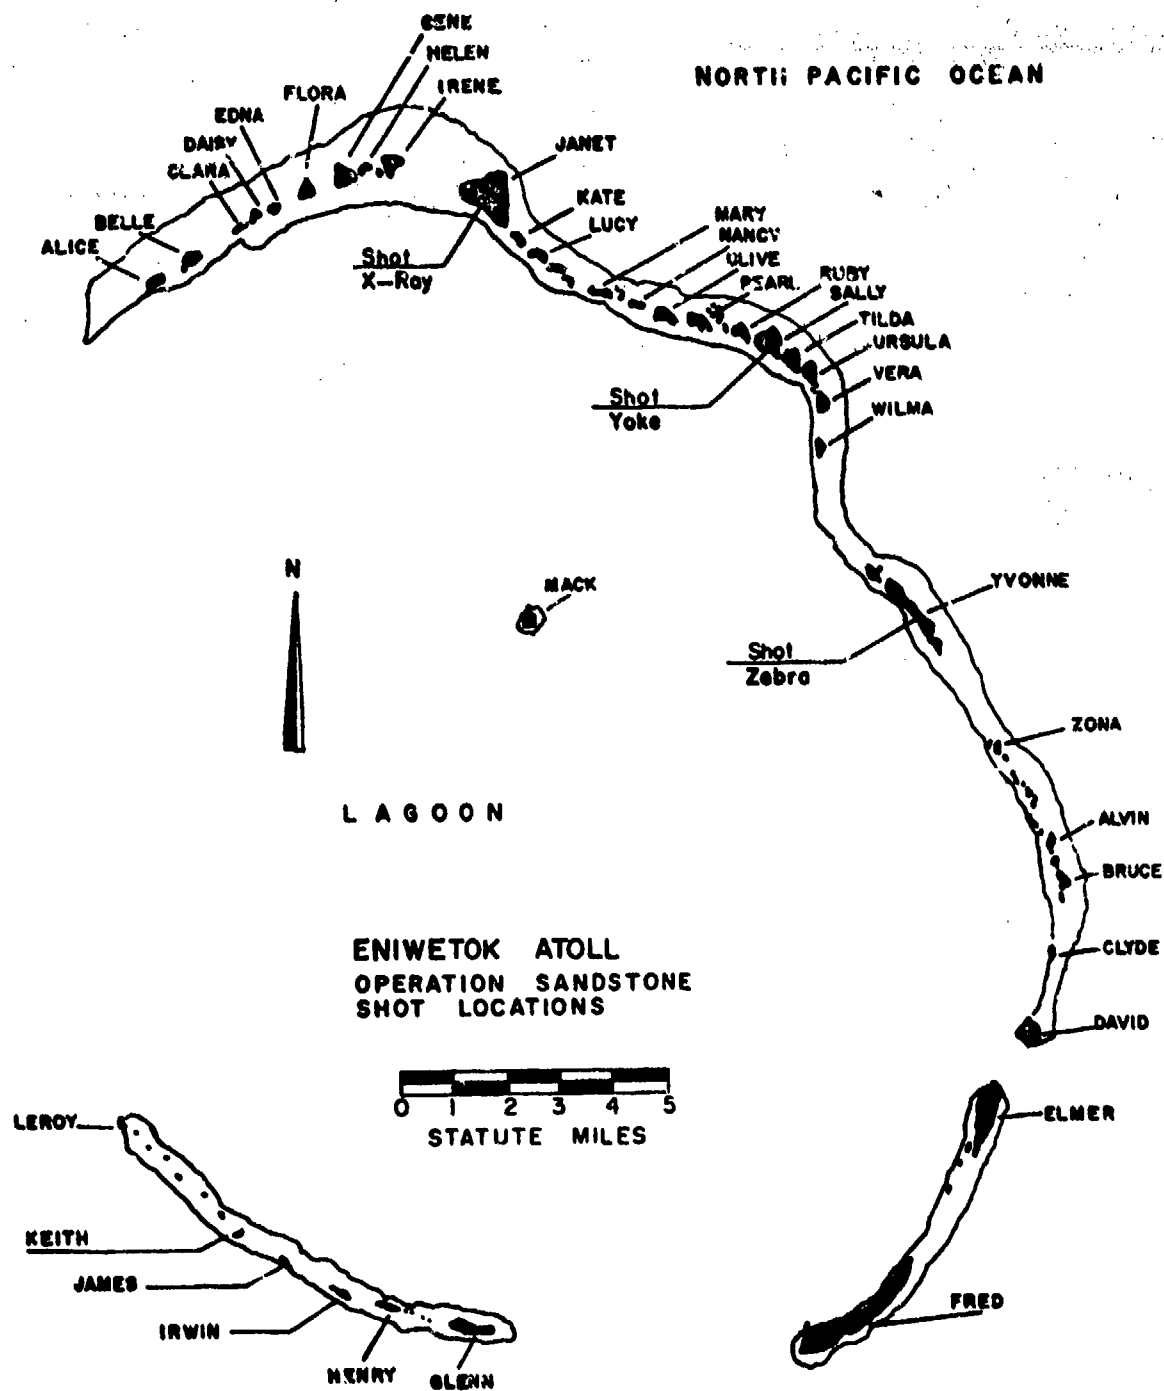 GENE
HELEN
IRENE
NORTH PACIFIC OCEAN
FLORA
EDNA
DAISY
CLARA
BELLE
ALICE
JANET
KATE
LUCY
Shot
X-Ray
MARY
NANCY
OLIVE
PEARL
RUBY
SALLY
TILDA
URSULA
VERA
WILMA
Shot
Yoke
N
MACK
YVONNE
Shot
Zebra
ZONA
LAGOON
ALVIN
BRUCE
CLYDE
DAVID
ENIWETOK ATOLL
OPERATION SANDSTONE
SHOT LOCATIONS
0 1 2 3 4 5
STATUTE MILES
LEROY
ELMER
KEITH
JAMES
IRWIN
HENRY
GLENN
FRED